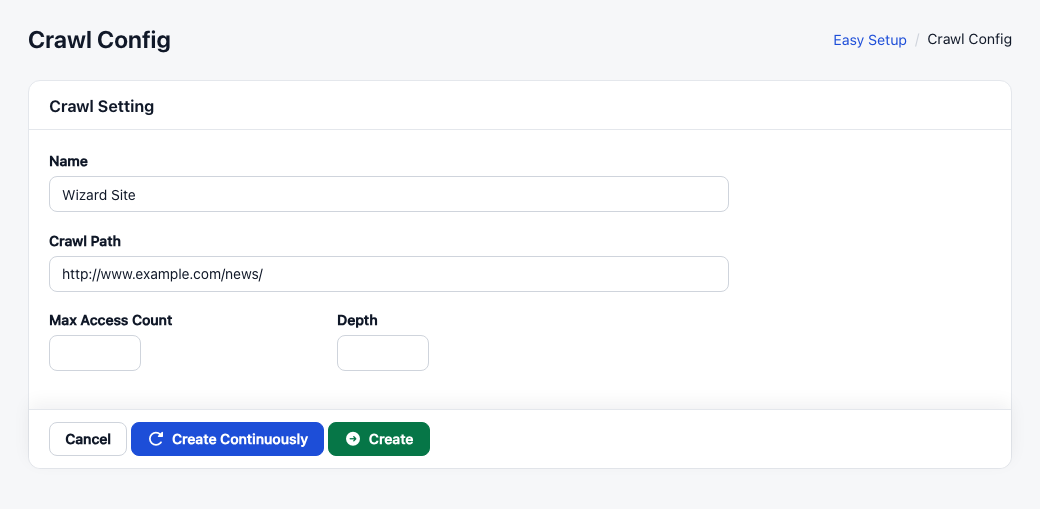 Crawl Config
Easy Setup / Crawl Config
Crawl Setting
Name
Wizard Site
Crawl Path
http://www.example.com/news/
Max Access Count Depth
Cancel Create Continuously Create